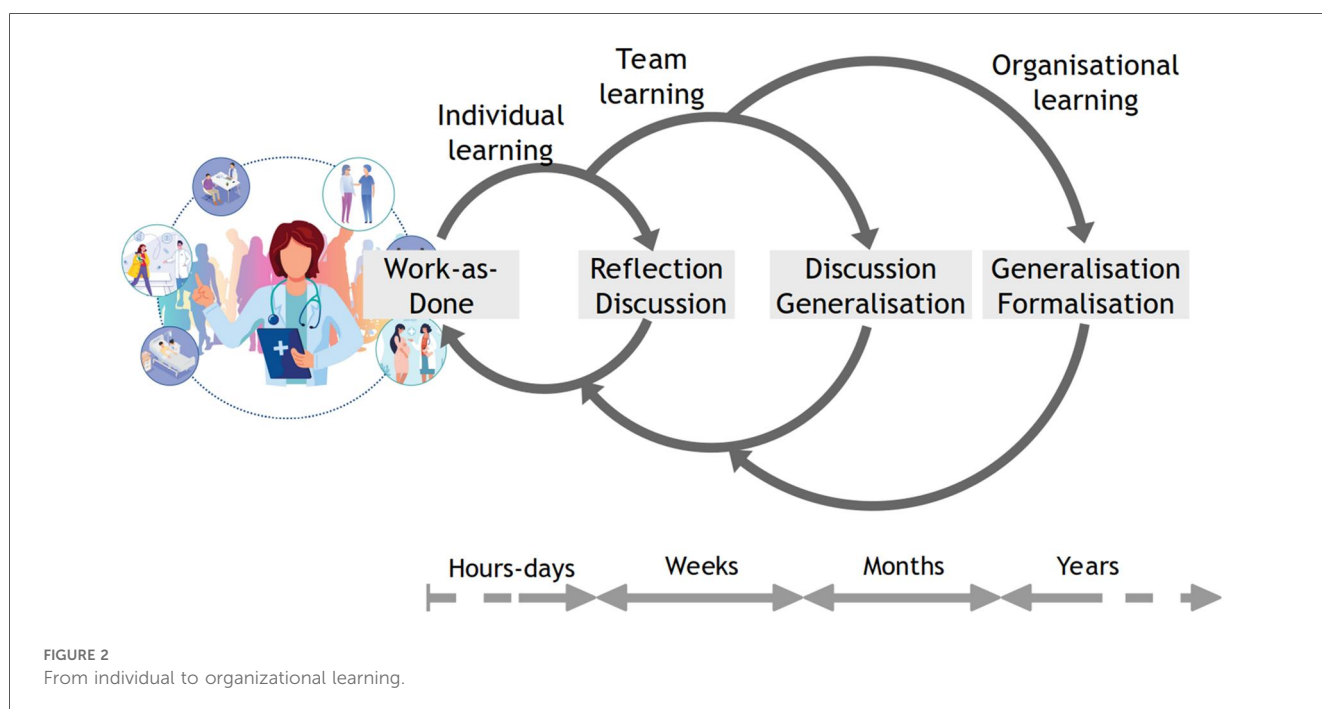 Individual
learning
Team
learning
Organisational
learning
Work-as-
Done
Reflection
Discussion
Discussion
Generalisation
Generalisation
Formalisation
Hours-days
Weeks
Months
Years
FIGURE 2
From individual to organizational learning.